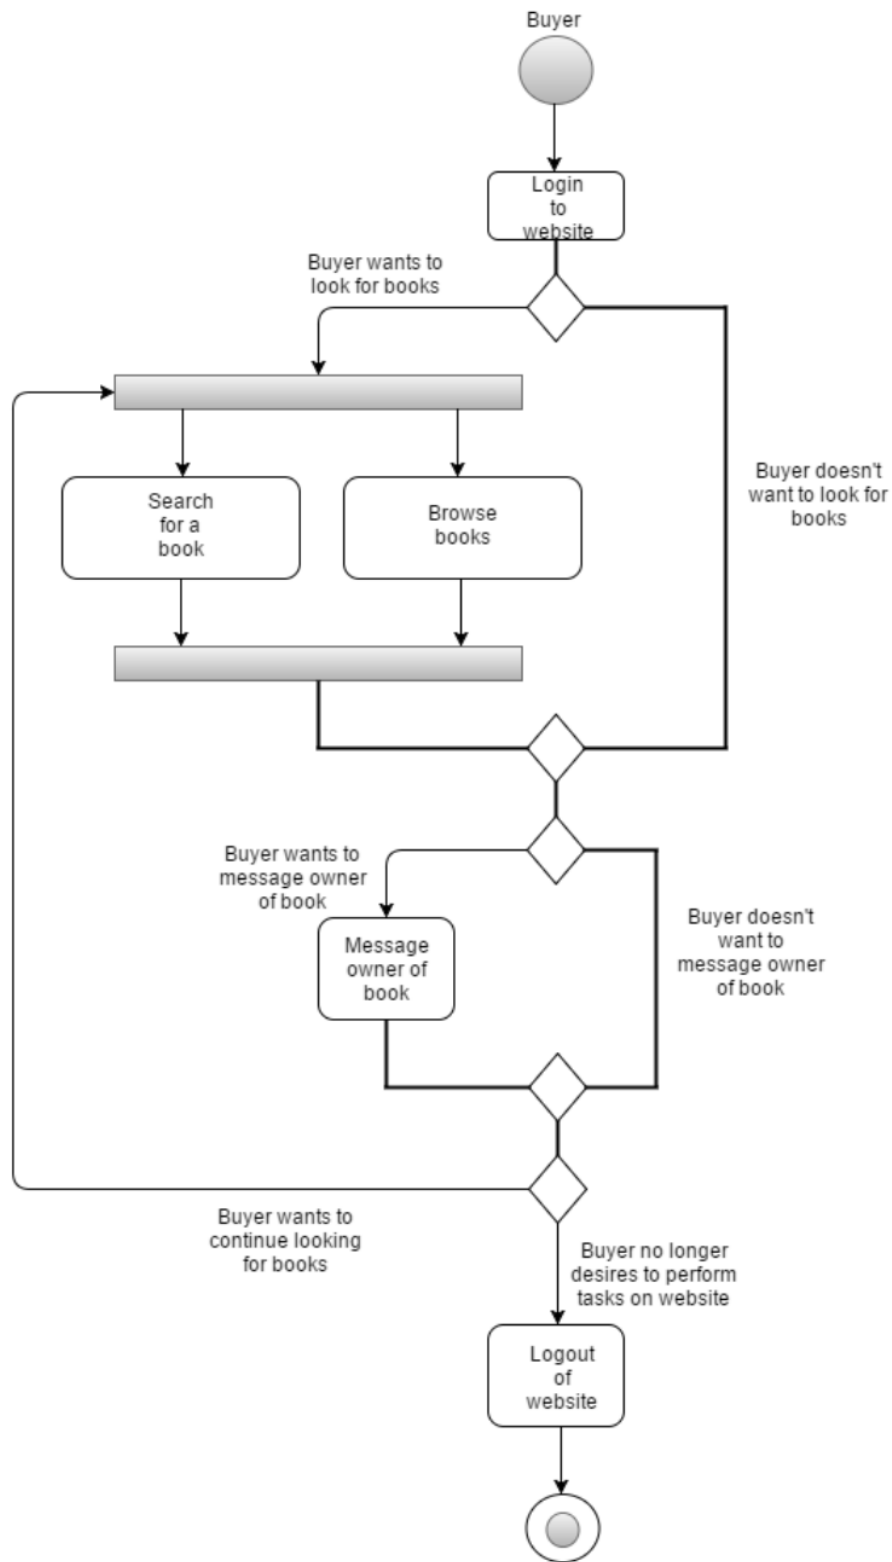 Buyer
Login
to
website
Buyer wants to
look for books
Buyer doesn't
want to look for
books
Search
for a
book
Browse
books
Buyer wants to
message owner
of book
Message
owner of
book
Buyer doesn't
want to
message owner
of book
Buyer wants to
continue looking
for books
Buyer no longer
desires to perform
tasks on website
Logout
of
website